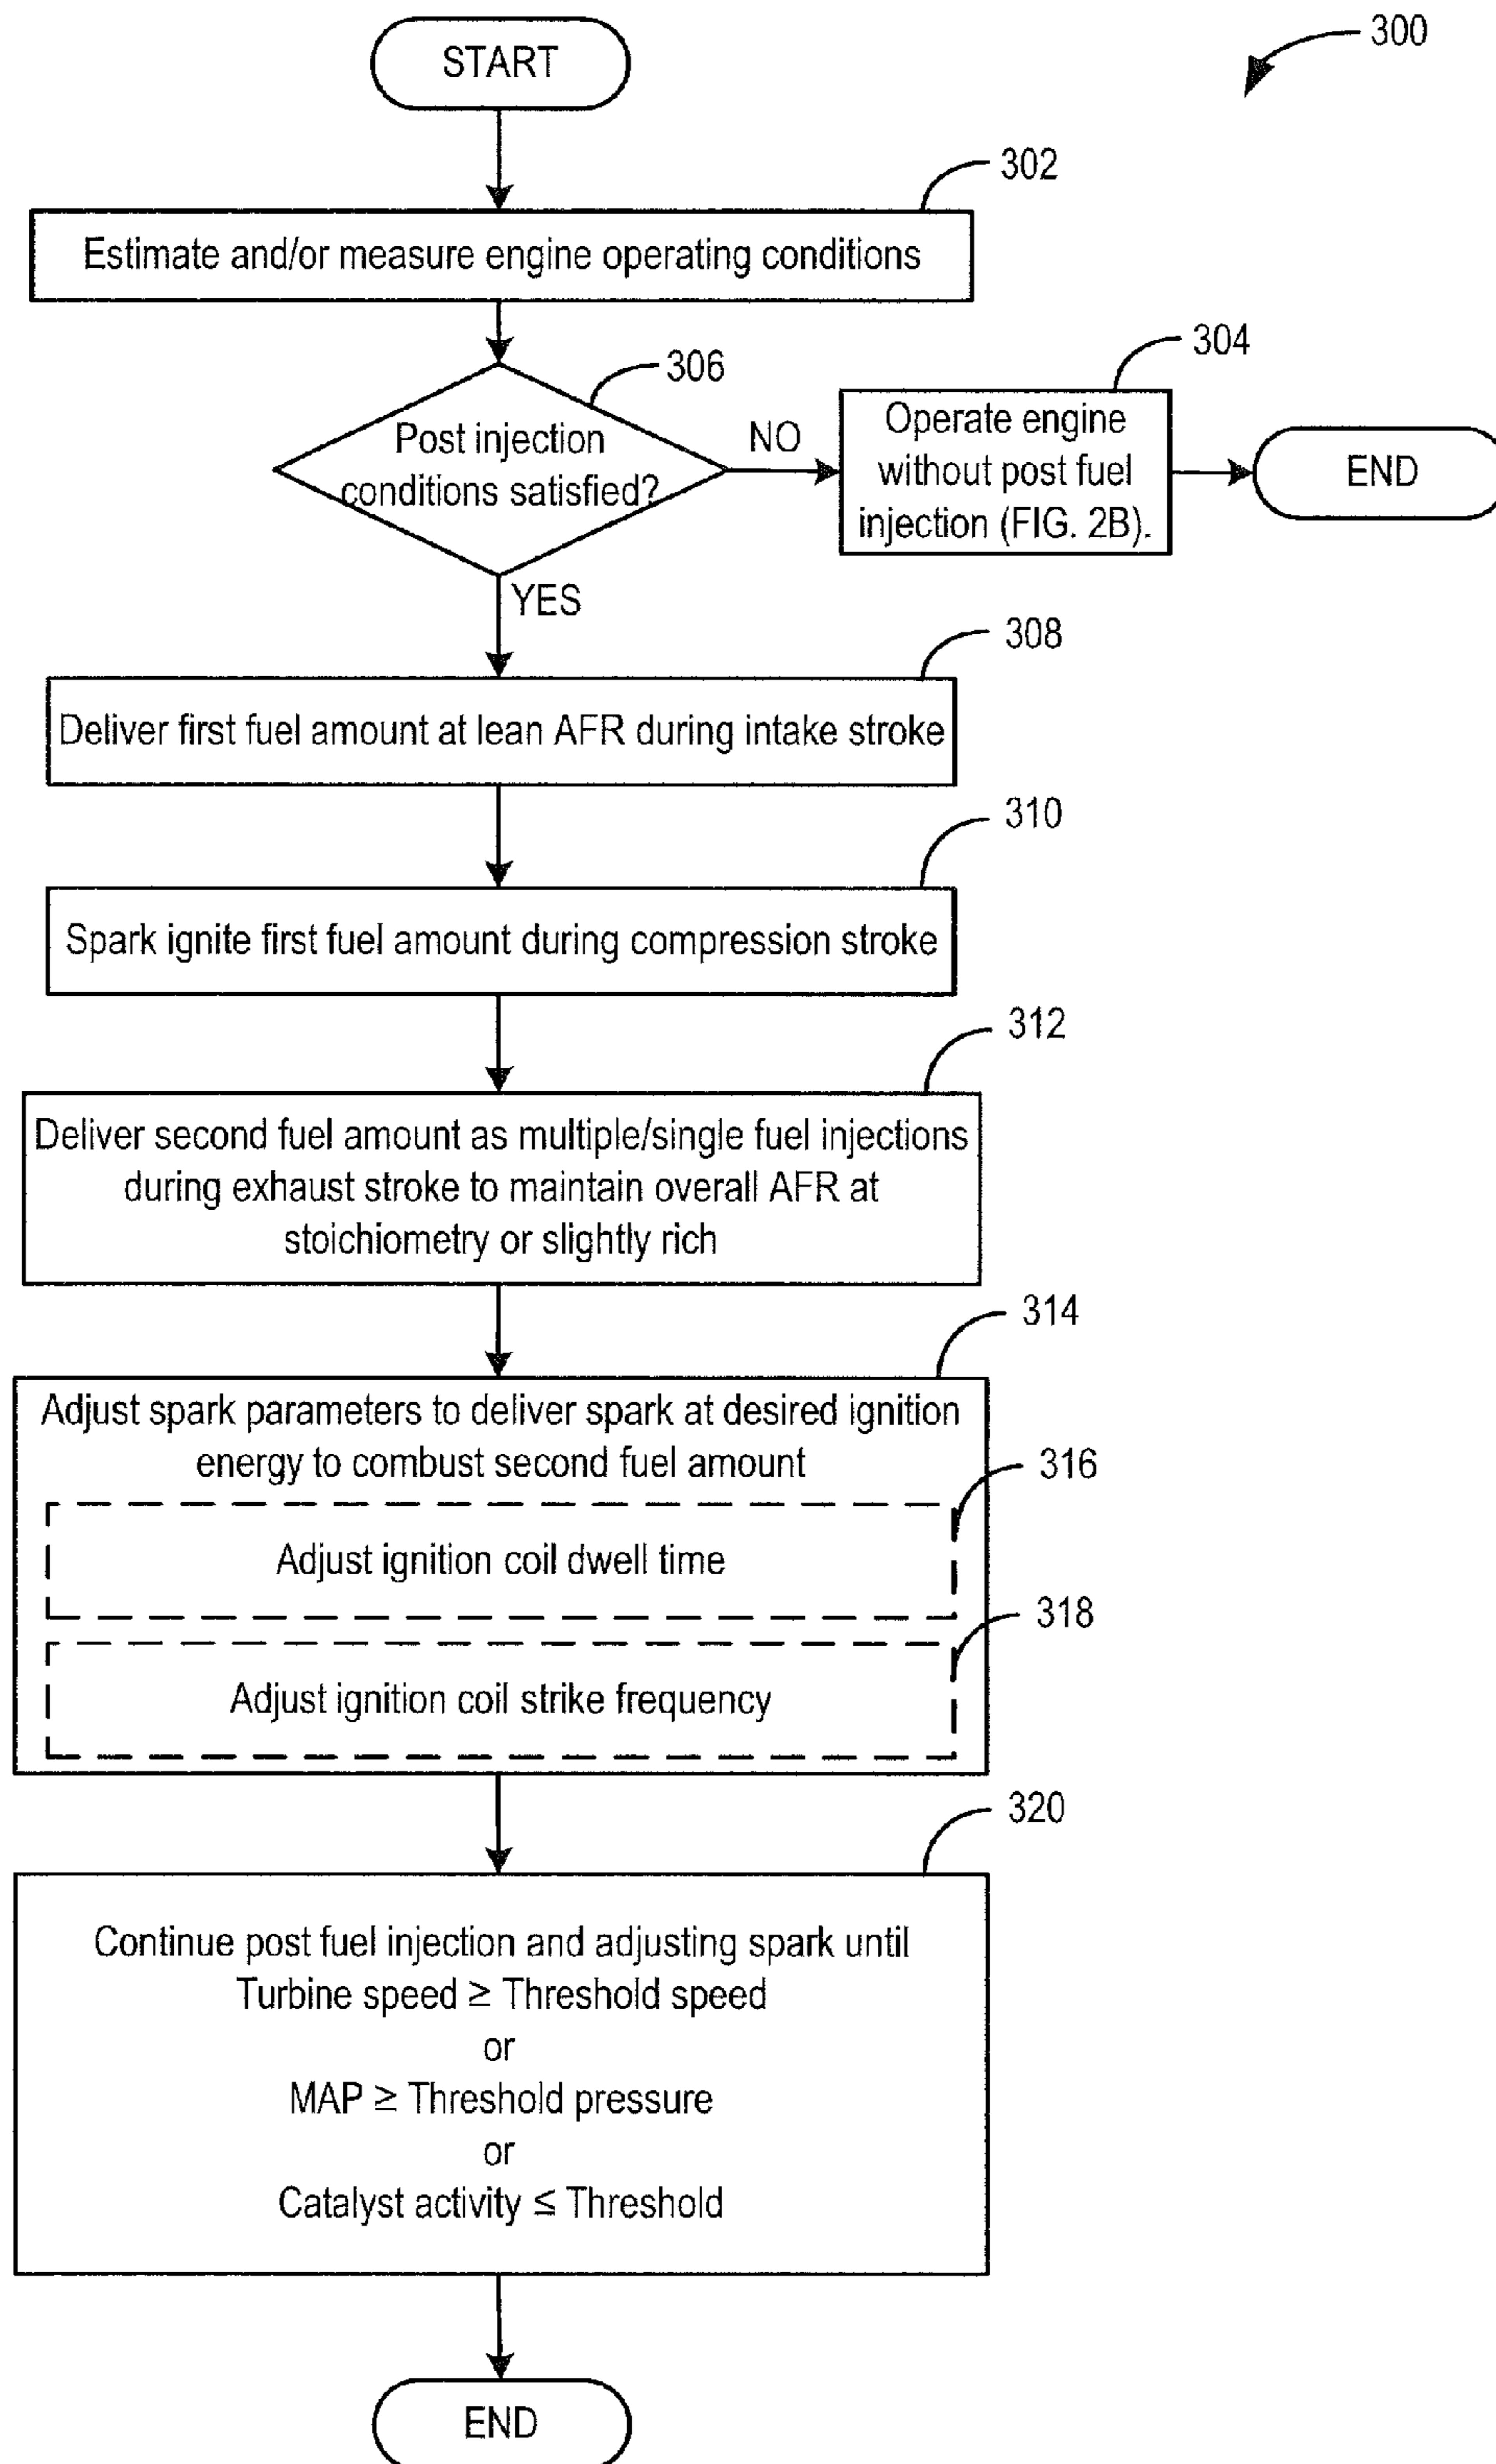 START
300
302
Estimate and/or measure engine operating conditions
306
304
Post injection
conditions satisfied?
NO
Operate engine
without post fuel
injection (FIG. 2B).
END
YES
308
Deliver first fuel amount at lean AFR during intake stroke
310
Spark ignite first fuel amount during compression stroke
312
Deliver second fuel amount as multiple/single fuel injections
during exhaust stroke to maintain overall AFR at
stoichiometry or slightly rich
314
Adjust spark parameters to deliver spark at desired ignition
energy to combust second fuel amount
316
Adjust ignition coil dwell time
318
Adjust ignition coil strike frequency
320
Continue post fuel injection and adjusting spark until
Turbine speed ≥ Threshold speed
or
MAP ≥ Threshold pressure
or
Catalyst activity ≤ Threshold
END